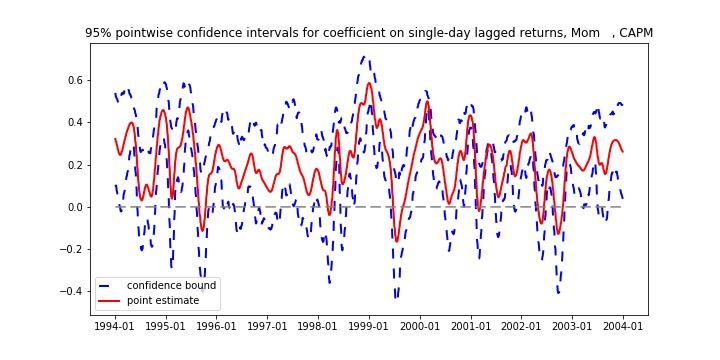 95% pointwise confidence intervals for coefficient on single-day lagged returns, Mom   , CAPM
0.6
0.4
0.2
0.0
−0.2
−0.4
confidence bound
point estimate
1994-01 1995-01 1996-01 1997-01 1998-01 1999-01 2000-01 2001-01 2002-01 2003-01 2004-01